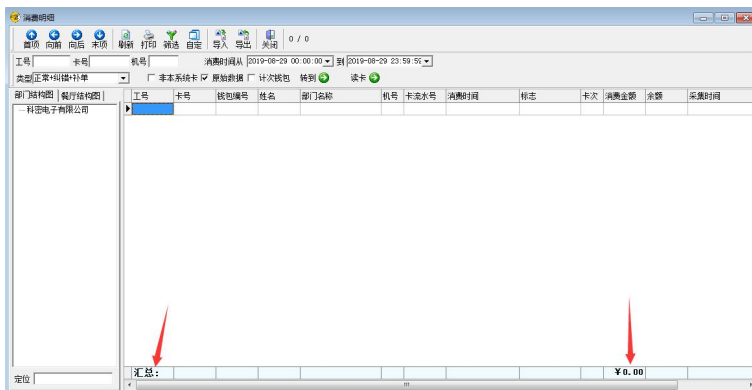 消费明细
首项 向前 向后 末项 刷新 打印 筛选 自定 导入 导出 关闭 0 / 0
工号 卡号 机号 消费时间从 2019-08-29 00:00:00 到 2019-08-29 23:59:59
类型 正常+纠错+补单 非本系统卡 原始数据 计次钱包 转到 读卡
部门结构图 餐厅结构图 工号 卡号 钱包编号 姓名 部门名称 机号 卡流水号 消费时间 标志 卡次 消费金额 余额 采集时间
科密电子有限公司
汇总: ¥0.00
定位